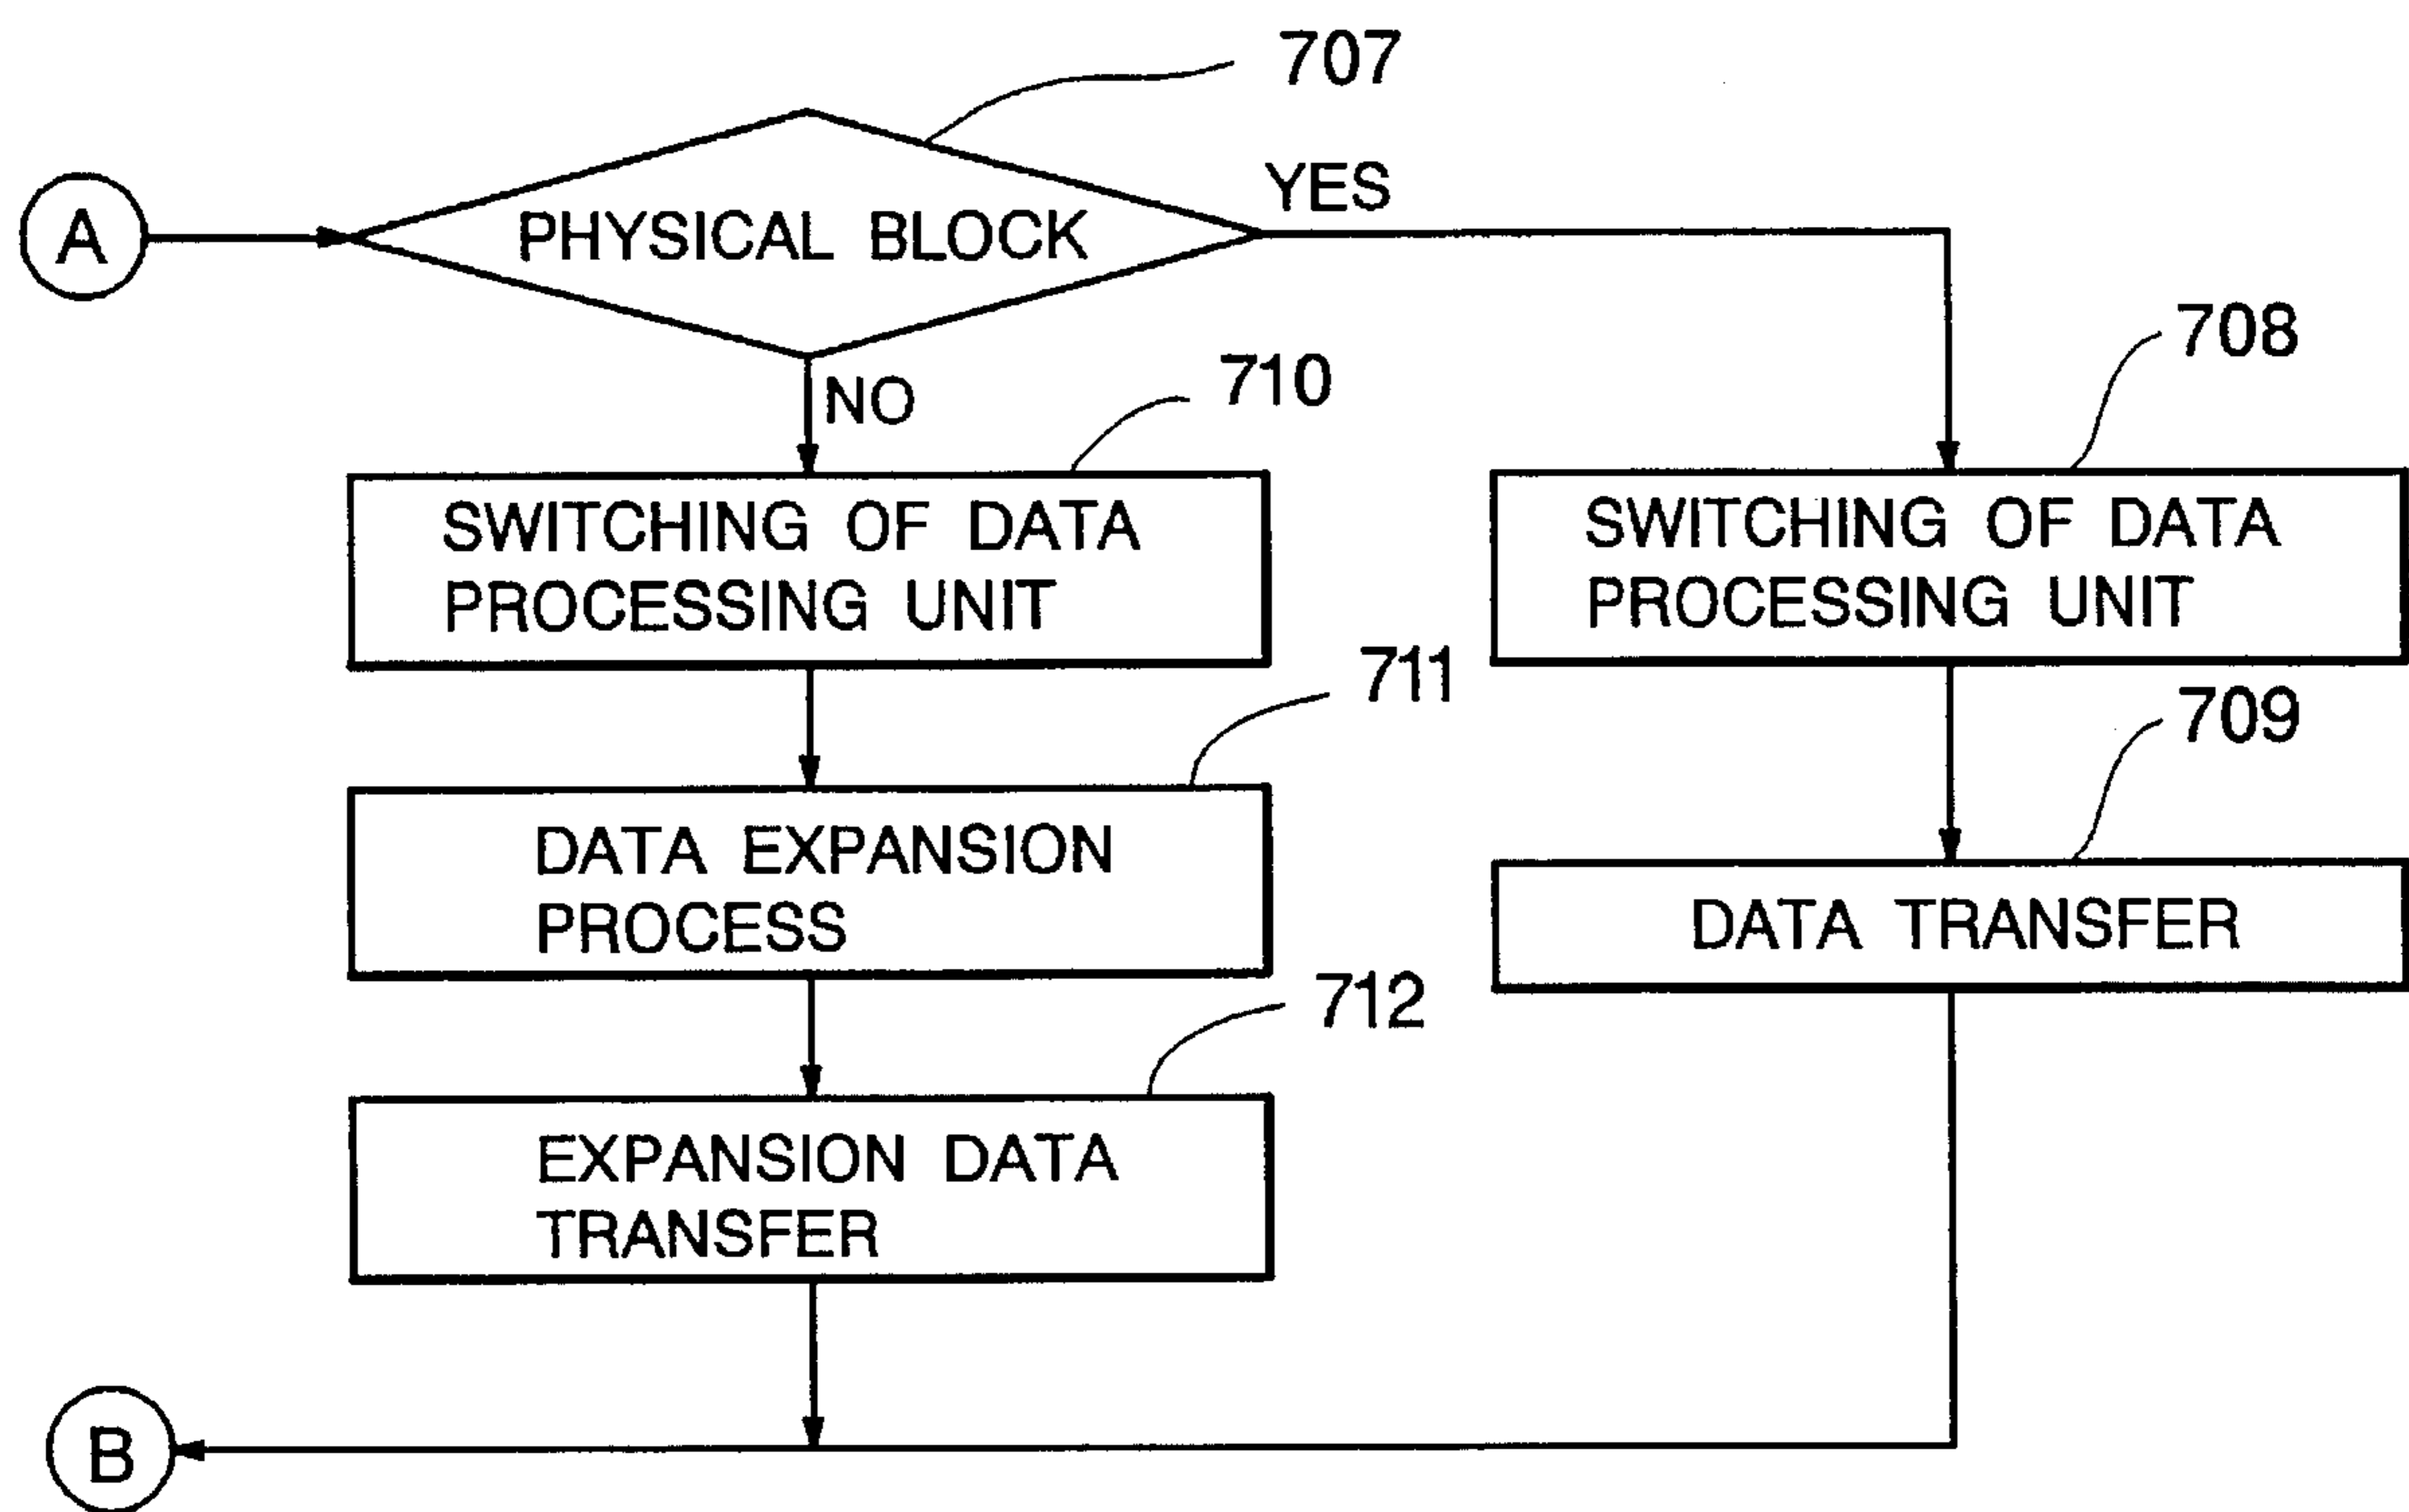 707
YES
A
PHYSICAL BLOCK
708
710
NO
SWITCHING OF DATA
PROCESSING UNIT
SWITCHING OF DATA
PROCESSING UNIT
711
709
DATA EXPANSION
PROCESS
DATA TRANSFER
712
EXPANSION DATA
TRANSFER
B